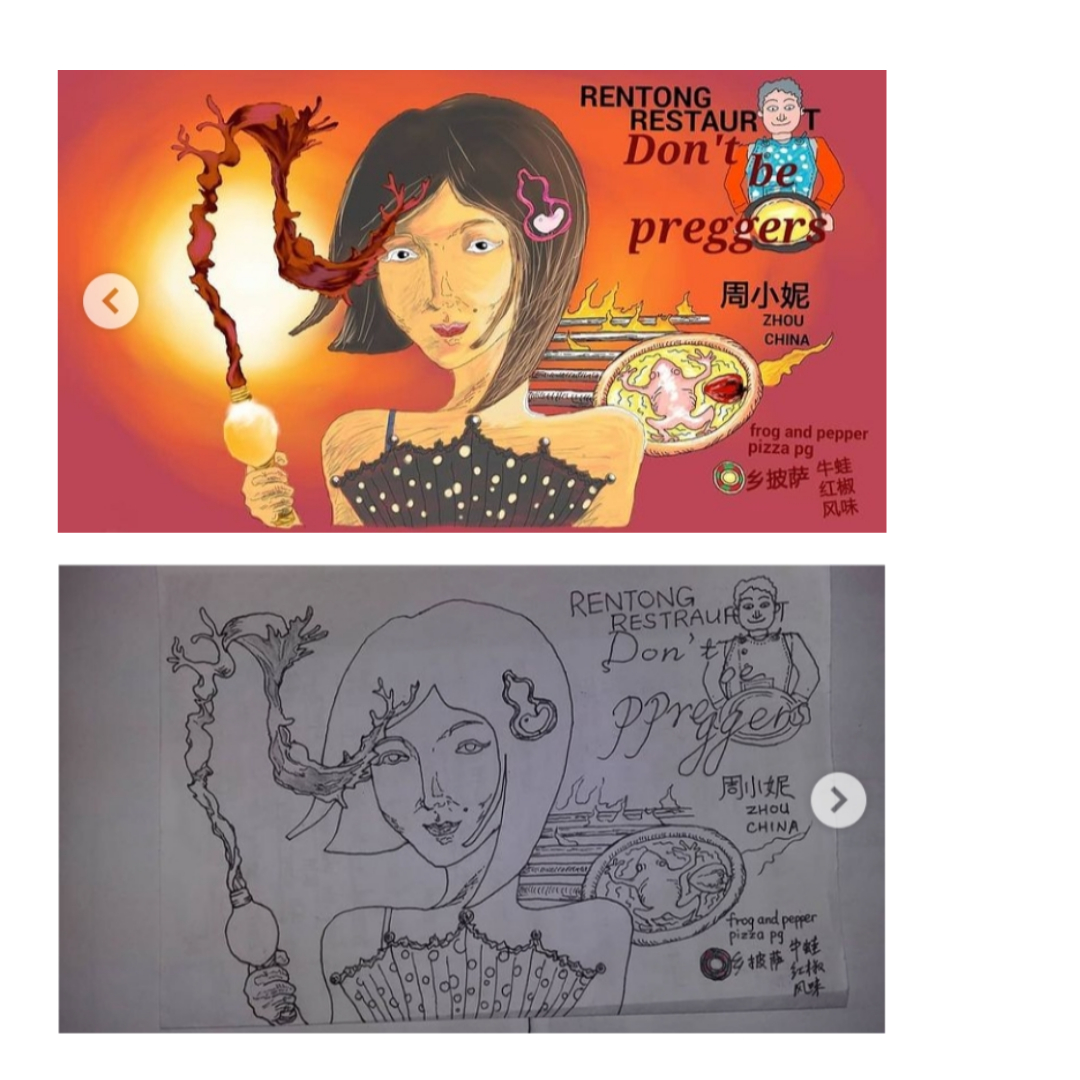 RENTONG
RESTAUR T
Don't
be
preggers
周小妮
ZHOU
CHINA
frog and pepper
pizza pg
乡披萨
牛蛙
红椒
风味
RENTONG
RESTRAUR T
Don't
be
ppreggers
周小妮
ZHOU
CHINA
frog and pepper
pizza pg
乡披萨
牛蛙
红椒
风味